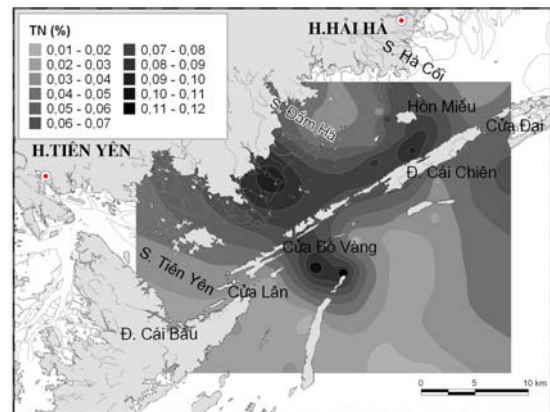 TN (%)
0,01 - 0,02
0,02 - 0,03
0,03 - 0,04
0,04 - 0,05
0,05 - 0,06
0,06 - 0,07
0,07 - 0,08
0,08 - 0,09
0,09 - 0,10
0,10 - 0,11
0,11 - 0,12
H.HẢI HÀ
S. Hà Cối
Hòn Miều
S. Đầm Hà
Cửa Đại
H.TIÊN YÊN
Đ. Cái Chiên
Cửa Bò Vàng
S. Tiên Yên
Cửa Lân
Đ. Cái Bầu
0 5 10 km